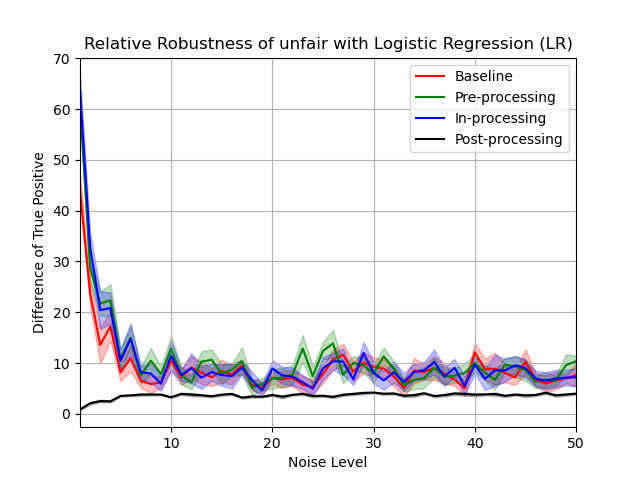 Relative Robustness of unfair with Logistic Regression (LR)
Difference of True Positive
70
60
50
40
30
20
10
0
Baseline
Pre-processing
In-processing
Post-processing
10
20
30
40
50
Noise Level